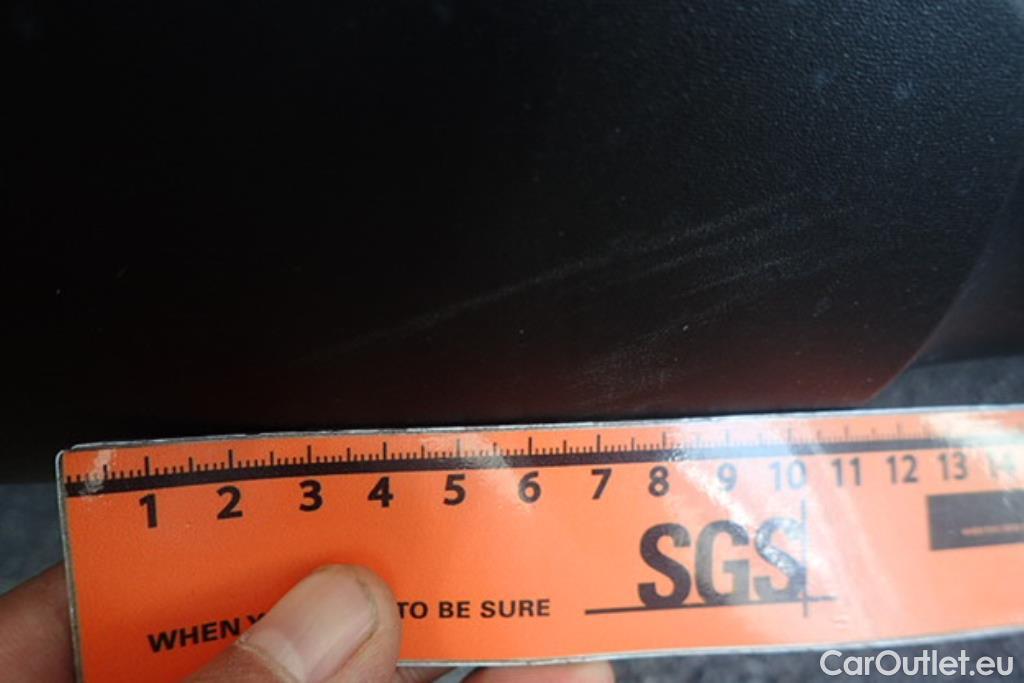 1 2 3 4 5 6 7 8 9 10 11 12 13 14
SGS
WHEN TO BE SURE
CarOutlet.eu